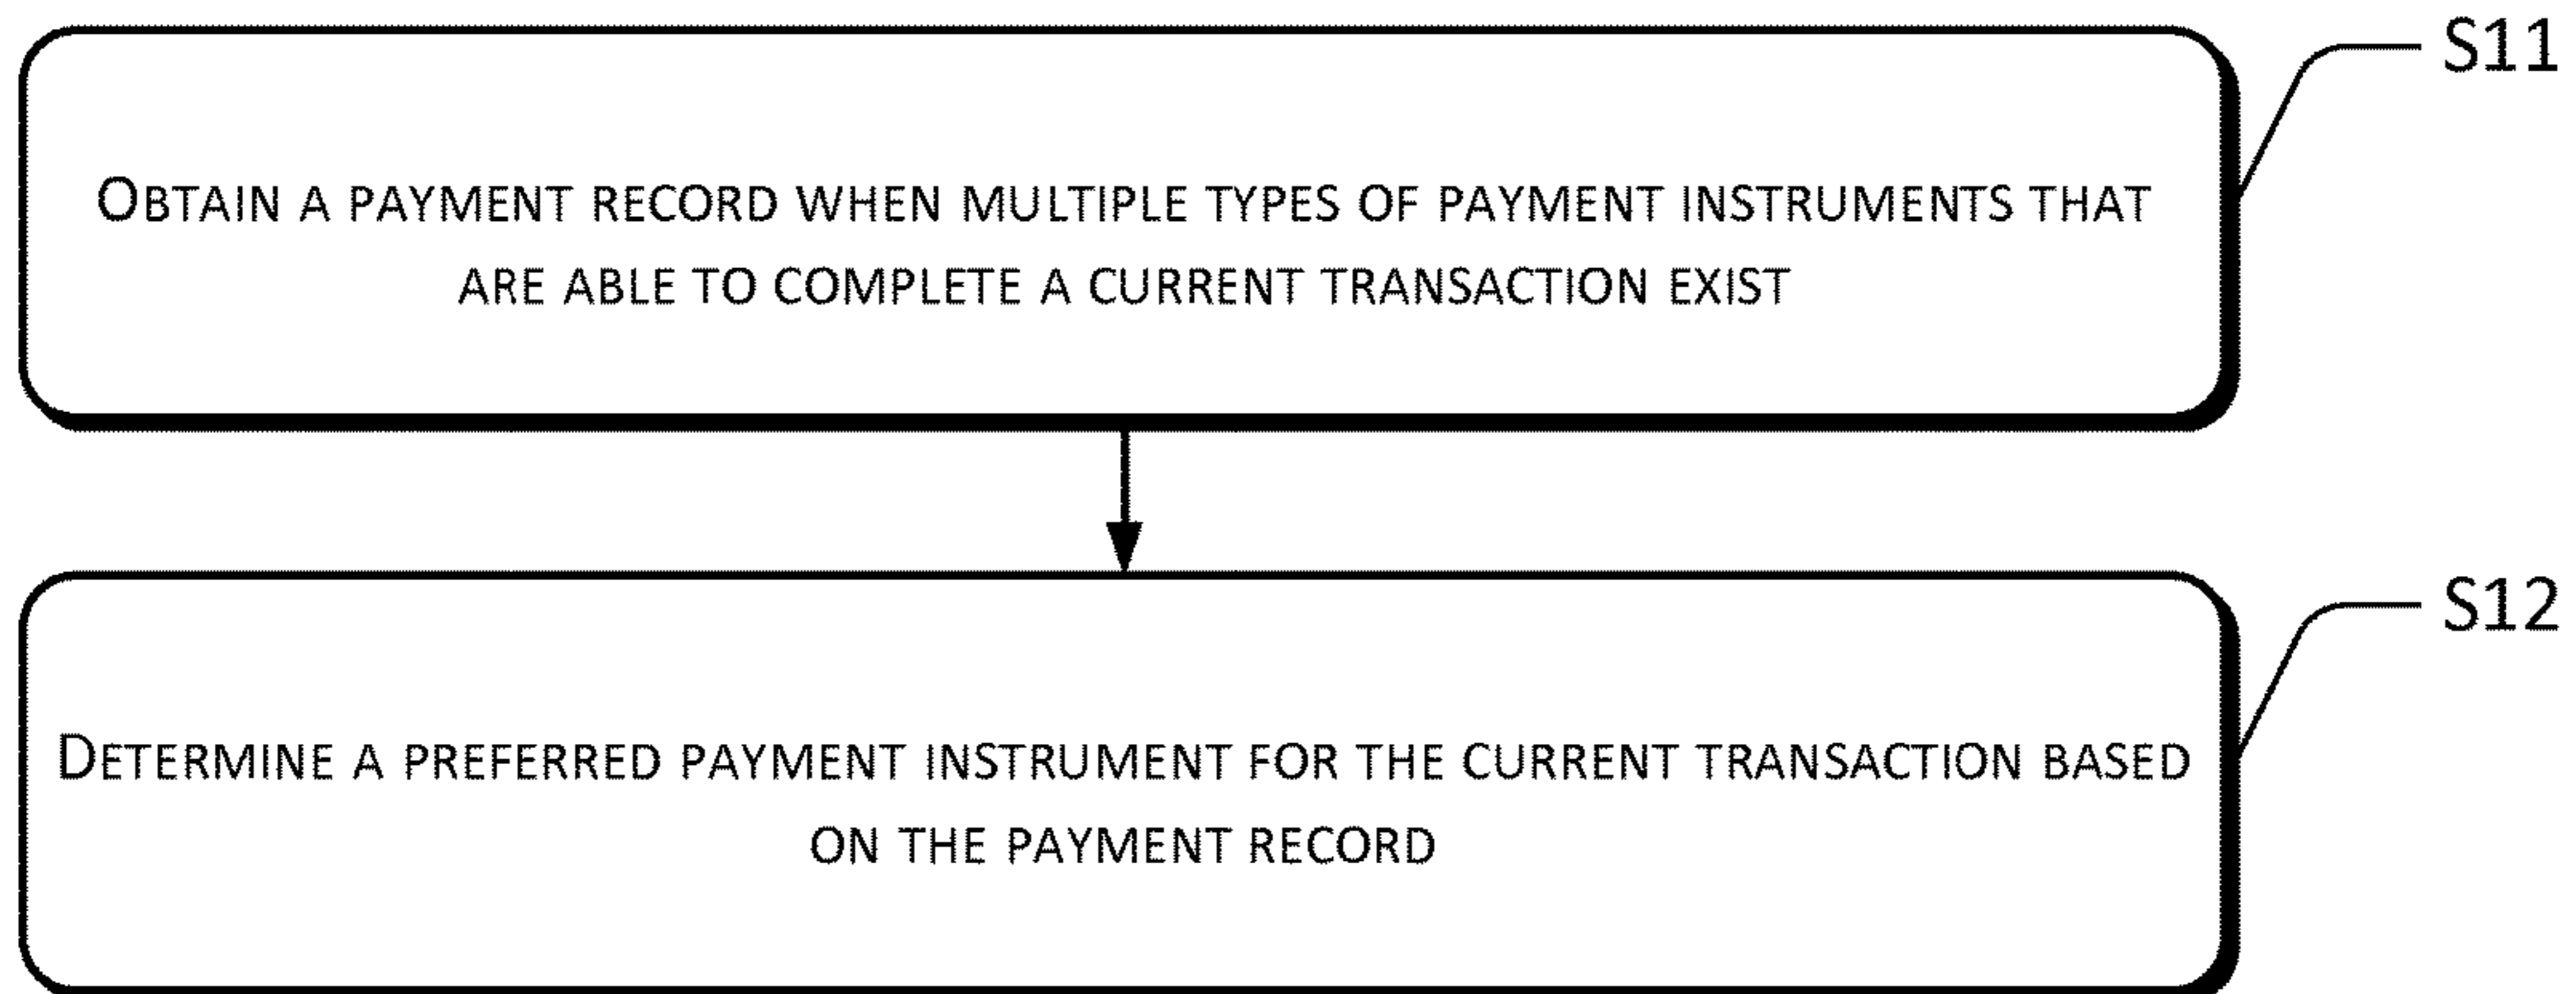 S11
OBTAIN A PAYMENT RECORD WHEN MULTIPLE TYPES OF PAYMENT INSTRUMENTS THAT
ARE ABLE TO COMPLETE A CURRENT TRANSACTION EXIST
S12
DETERMINE A PREFERRED PAYMENT INSTRUMENT FOR THE CURRENT TRANSACTION BASED
ON THE PAYMENT RECORD